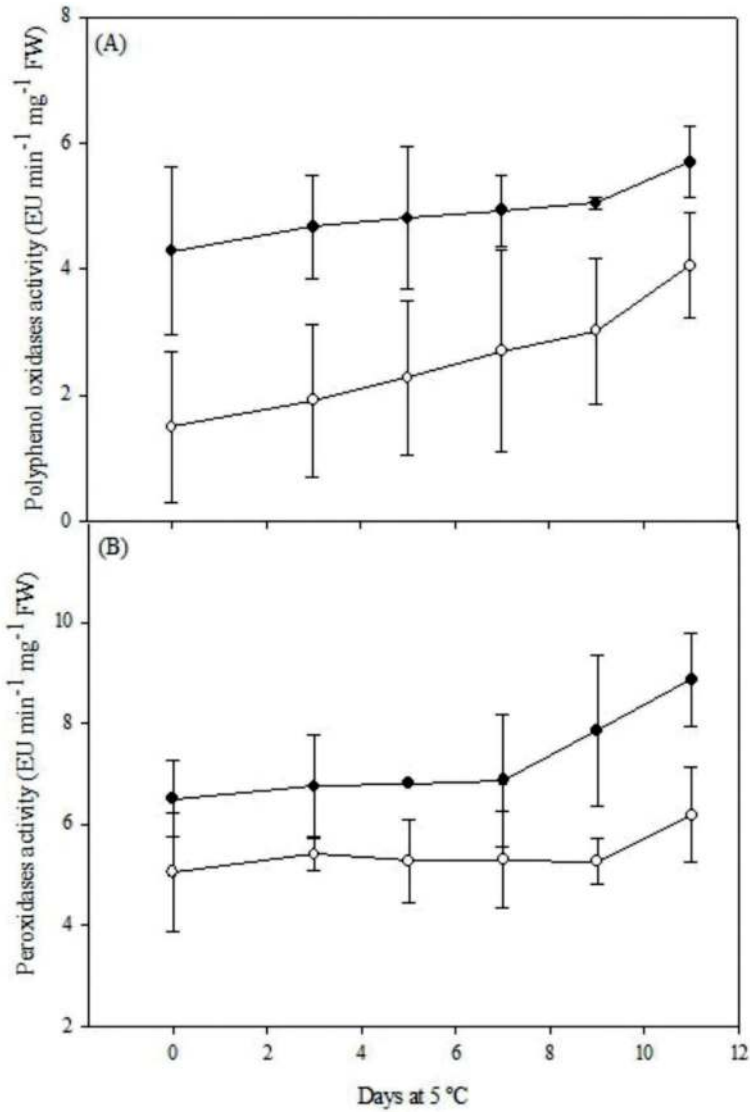 (A)
Polyphenol oxidases activity (EU min⁻¹ mg⁻¹ FW)
8
6
4
2
0
(B)
Peroxidases activity (EU min⁻¹ mg⁻¹ FW)
10
8
6
4
2
0 2 4 6 8 10 12
Days at 5 ºC